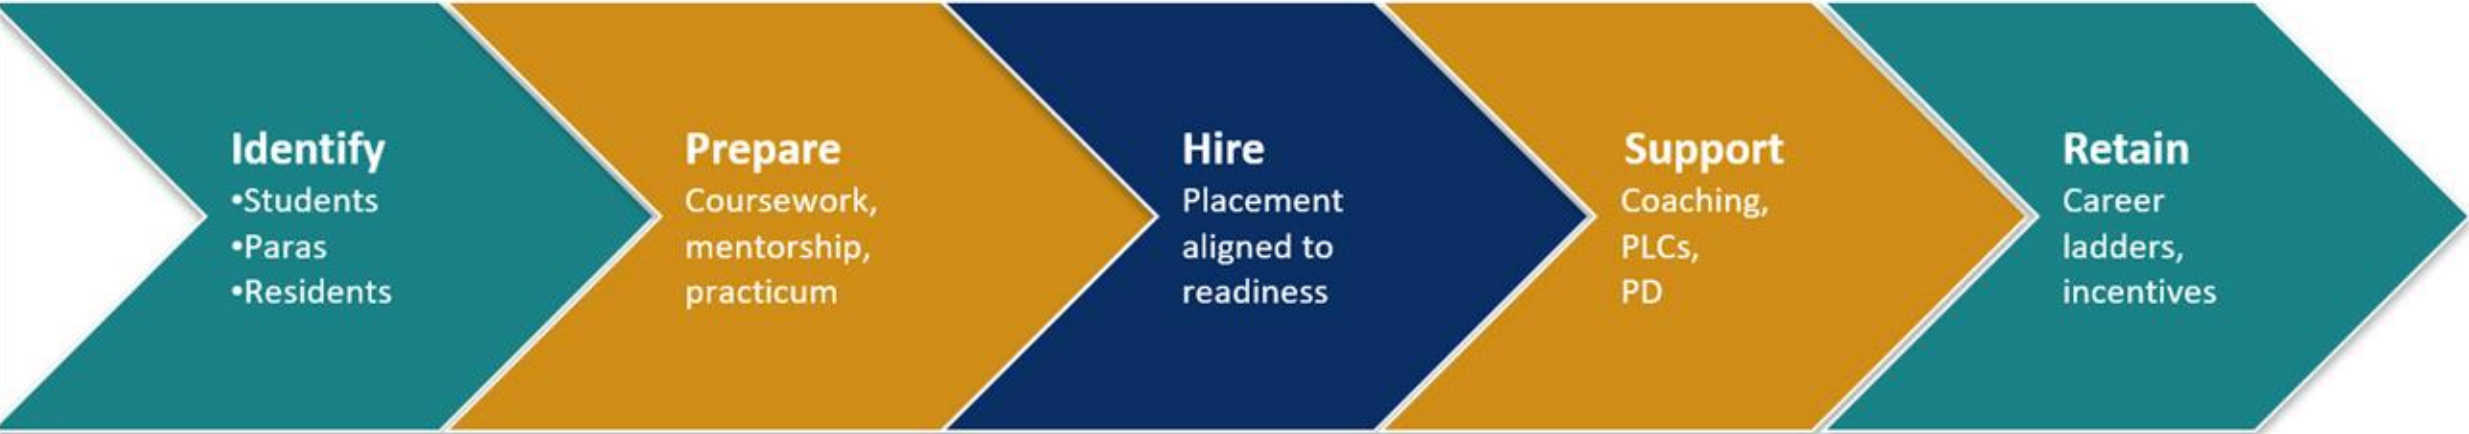 Identify
•Students
•Paras
•Residents
Prepare
Coursework,
mentorship,
practicum
Hire
Placement
aligned to
readiness
Support
Coaching,
PLCs,
PD
Retain
Career
ladders,
incentives